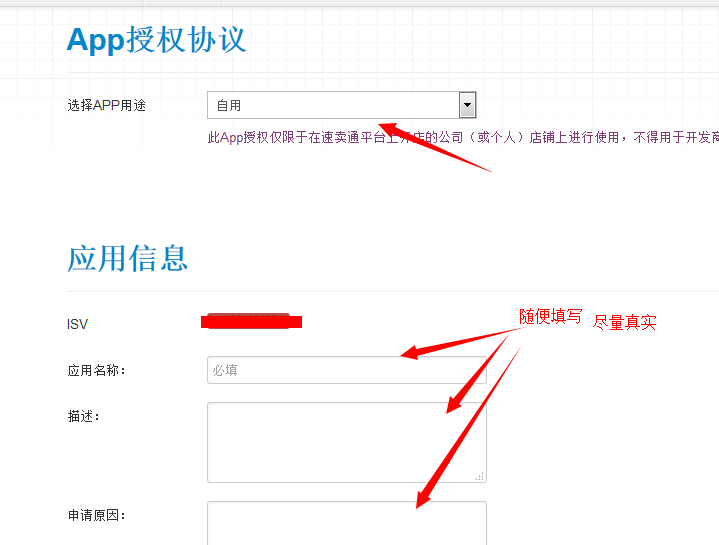 App授权协议
选择APP用途
自用
此App授权仅限于在速卖通平台上开店的公司（或个人）店铺上进行使用，不得用于开发商
应用信息
ISV
随便填写 尽量真实
应用名称：
必填
描述：
申请原因：